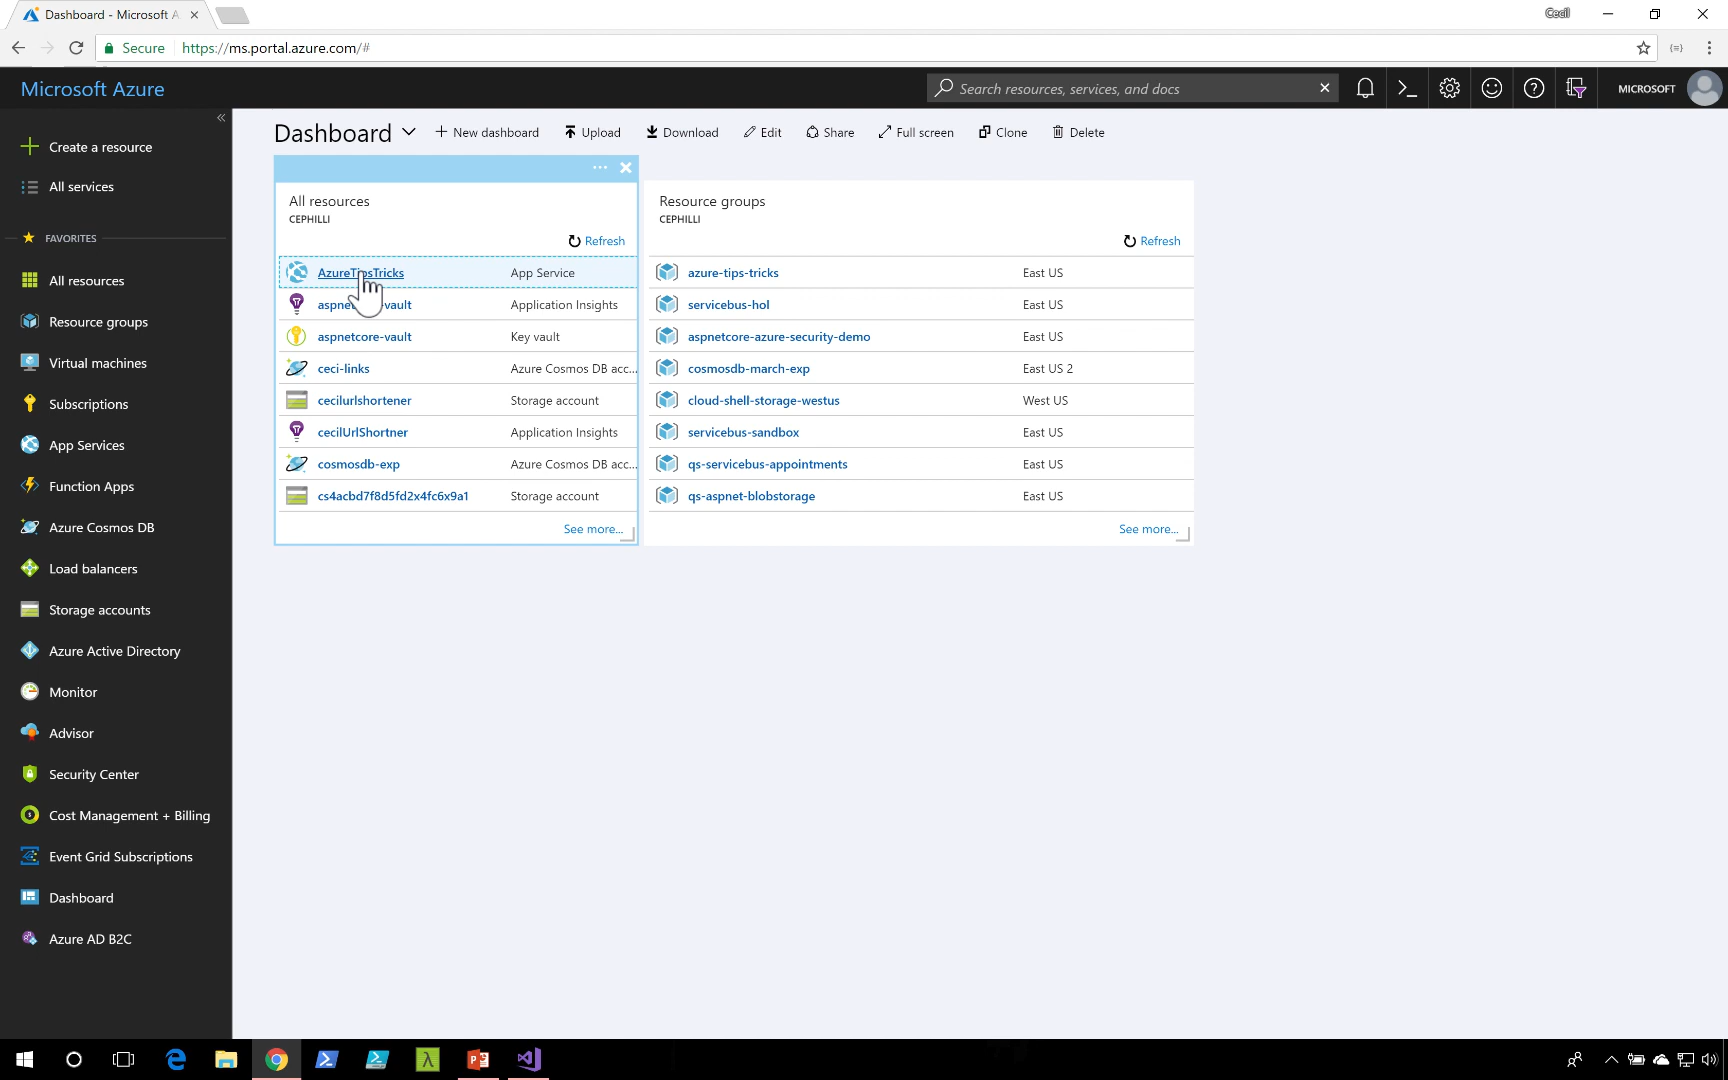 Dashboard - Microsoft A
Cecil
Secure
https://ms.portal.azure.com/#
Microsoft Azure
Search resources, services, and docs
MICROSOFT
Create a resource
All services
FAVORITES
All resources
Resource groups
Virtual machines
Subscriptions
App Services
Function Apps
Azure Cosmos DB
Load balancers
Storage accounts
Azure Active Directory
Monitor
Advisor
Security Center
Cost Management + Billing
Event Grid Subscriptions
Dashboard
Azure AD B2C
Dashboard
New dashboard
Upload
Download
Edit
Share
Full screen
Clone
Delete
All resources
CEPHILLI
Refresh
AzureTipsTricks App Service
vault Application Insights
aspnetcore-vault Key vault
ceci-links Azure Cosmos DB acc...
cecilurlshortener Storage account
cecilUrlShortner Application Insights
cosmosdb-exp Azure Cosmos DB acc...
cs4acbd7f8d5fd2x4fc6x9a1 Storage account
See more...
Resource groups
CEPHILLI
Refresh
azure-tips-tricks East US
servicebus-hol East US
aspnetcore-azure-security-demo East US
cosmosdb-march-exp East US 2
cloud-shell-storage-westus West US
servicebus-sandbox East US
qs-servicebus-appointments East US
qs-aspnet-blobstorage East US
See more...